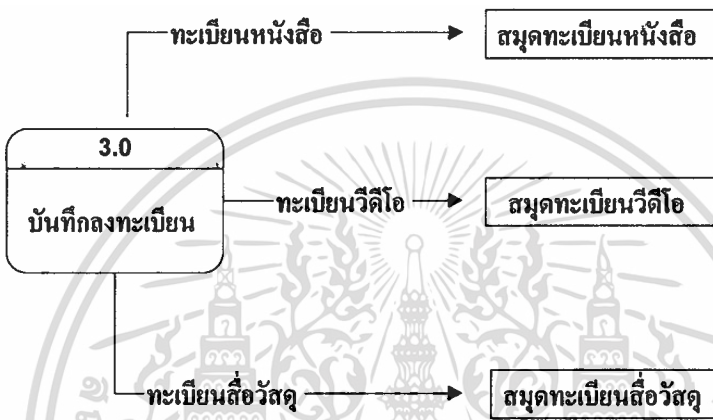 ทะเบียนหนังสือ สมุดทะเบียนหนังสือ
3.0
บันทึกลงทะเบียน
ทะเบียนวีดีโอ สมุดทะเบียนวีดีโอ
ทะเบียนสื่อวัสดุ สมุดทะเบียนสื่อวัสดุ